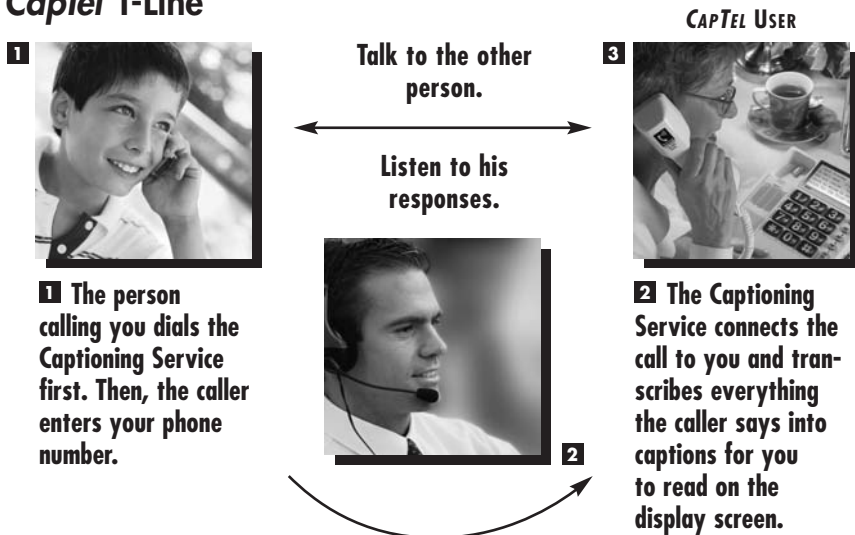 CapTel 1-Line
CAPTEL USER
1
Talk to the other
person.
3
Listen to his
responses.
1 The person
calling you dials the
Captioning Service
first. Then, the caller
enters your phone
number.
2
2 The Captioning
Service connects the
call to you and tran-
scribes everything
the caller says into
captions for you
to read on the
display screen.